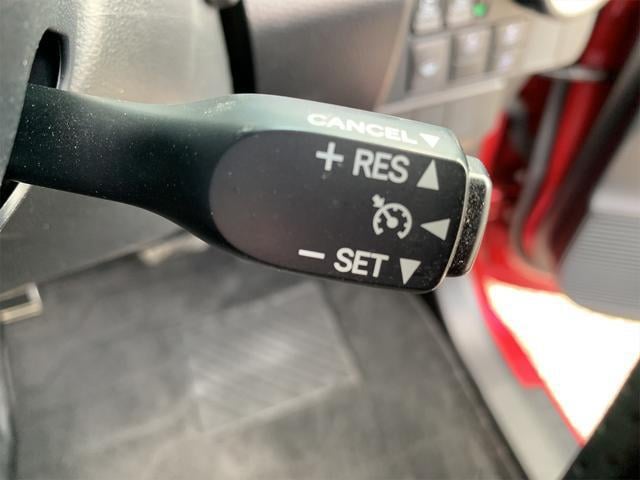 CANCEL ▼
+ RES ▲
◀
− SET ▼